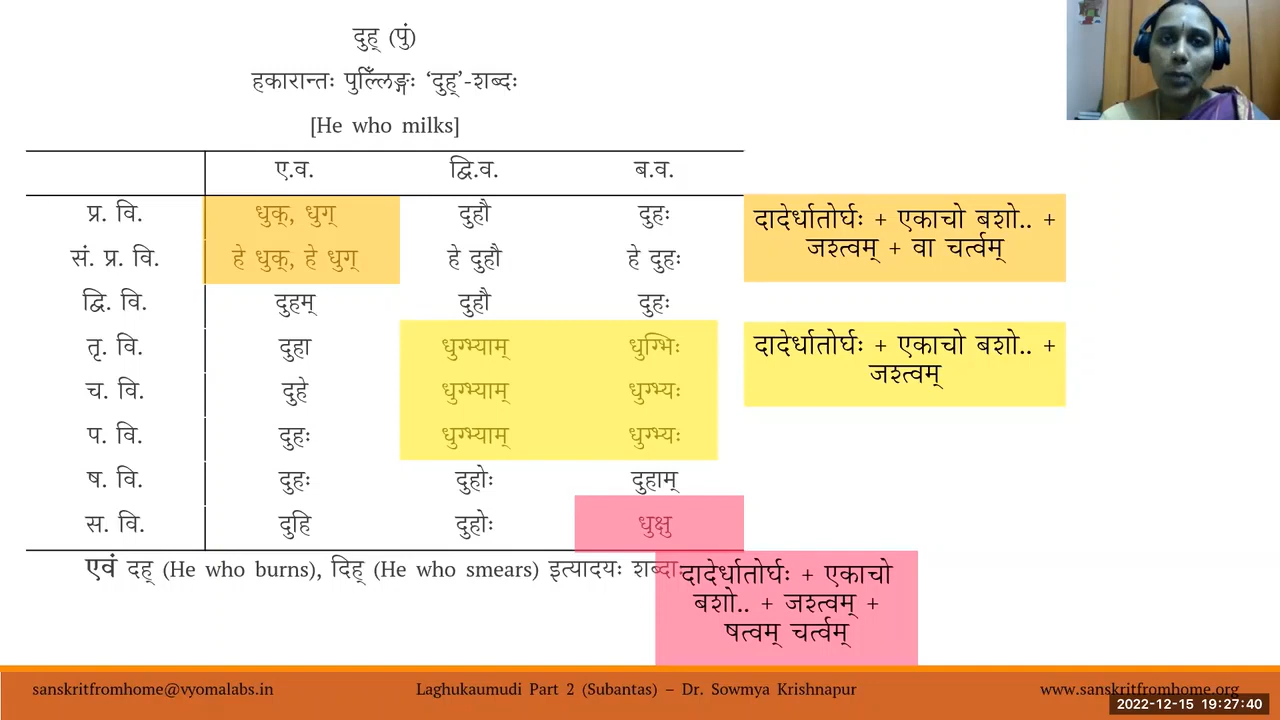 दुह् (पुं)
हकारान्तः पुल्लिँङ्गः ‘दुह्’-शब्दः
[He who milks]
ए.व. द्वि.व. ब.व.
प्र. वि. धुक्, धुग् दुहौ दुहः
सं. प्र. वि. हे धुक्, हे धुग् हे दुहौ हे दुहः
द्वि. वि. दुहम् दुहौ दुहः
तृ. वि. दुहा धुग्भ्याम् धुग्भिः
च. वि. दुहे धुग्भ्याम् धुग्भ्यः
प. वि. दुहः धुग्भ्याम् धुग्भ्यः
ष. वि. दुहः दुहोः दुहाम्
स. वि. दुहि दुहोः धुक्षु
एवं दह् (He who burns), दिह् (He who smears) इत्यादयः शब्दा
दादेर्धातोर्घः + एकाचो बशो.. +
जश्त्वम् + वा चर्त्वम्
दादेर्धातोर्घः + एकाचो बशो.. +
जश्त्वम्
दादेर्धातोर्घः + एकाचो
बशो.. + जश्त्वम् +
षत्वम् चर्त्वम्
sanskritfromhome@vyomalabs.in Laghukaumudi Part 2 (Subantas) – Dr. Sowmya Krishnapur www.sanskritfromhome.org
2022-12-15 19:27:40